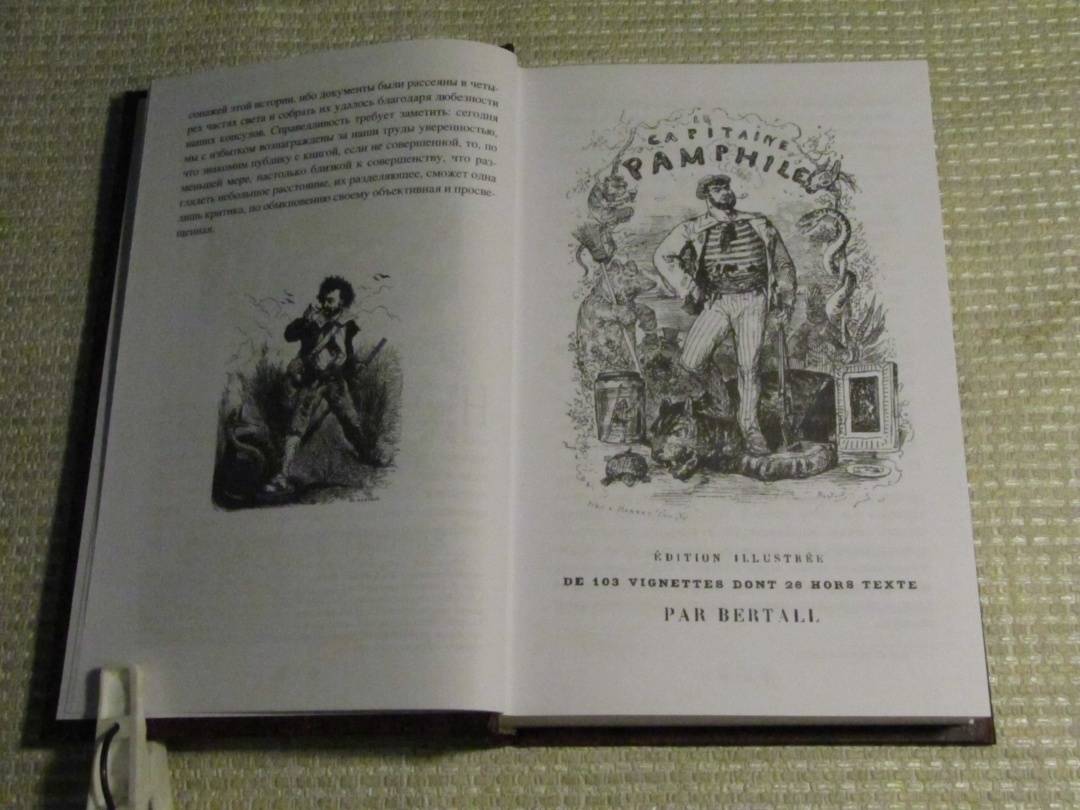 сонажей этой истории, ибо документы были рассеяны в четы-
рех частях света и собрать их удалось благодаря любезности
наших консулов. Справедливость требует заметить: сегодня
мы с избытком вознаграждены за наши труды уверенностью,
что знакомим публику с книгой, если не совершенной, то, по
меньшей мере, настолько близкой к совершенству, что раз-
глядеть небольшое расстояние, их разделяющее, сможет одна
лишь критика, по обыкновению своему объективная и просве-
щенная.
CAPITAINE
PAMPHILE
ÉDITION ILLUSTRÉE
DE 103 VIGNETTES DONT 26 HORS TEXTE
PAR BERTALL